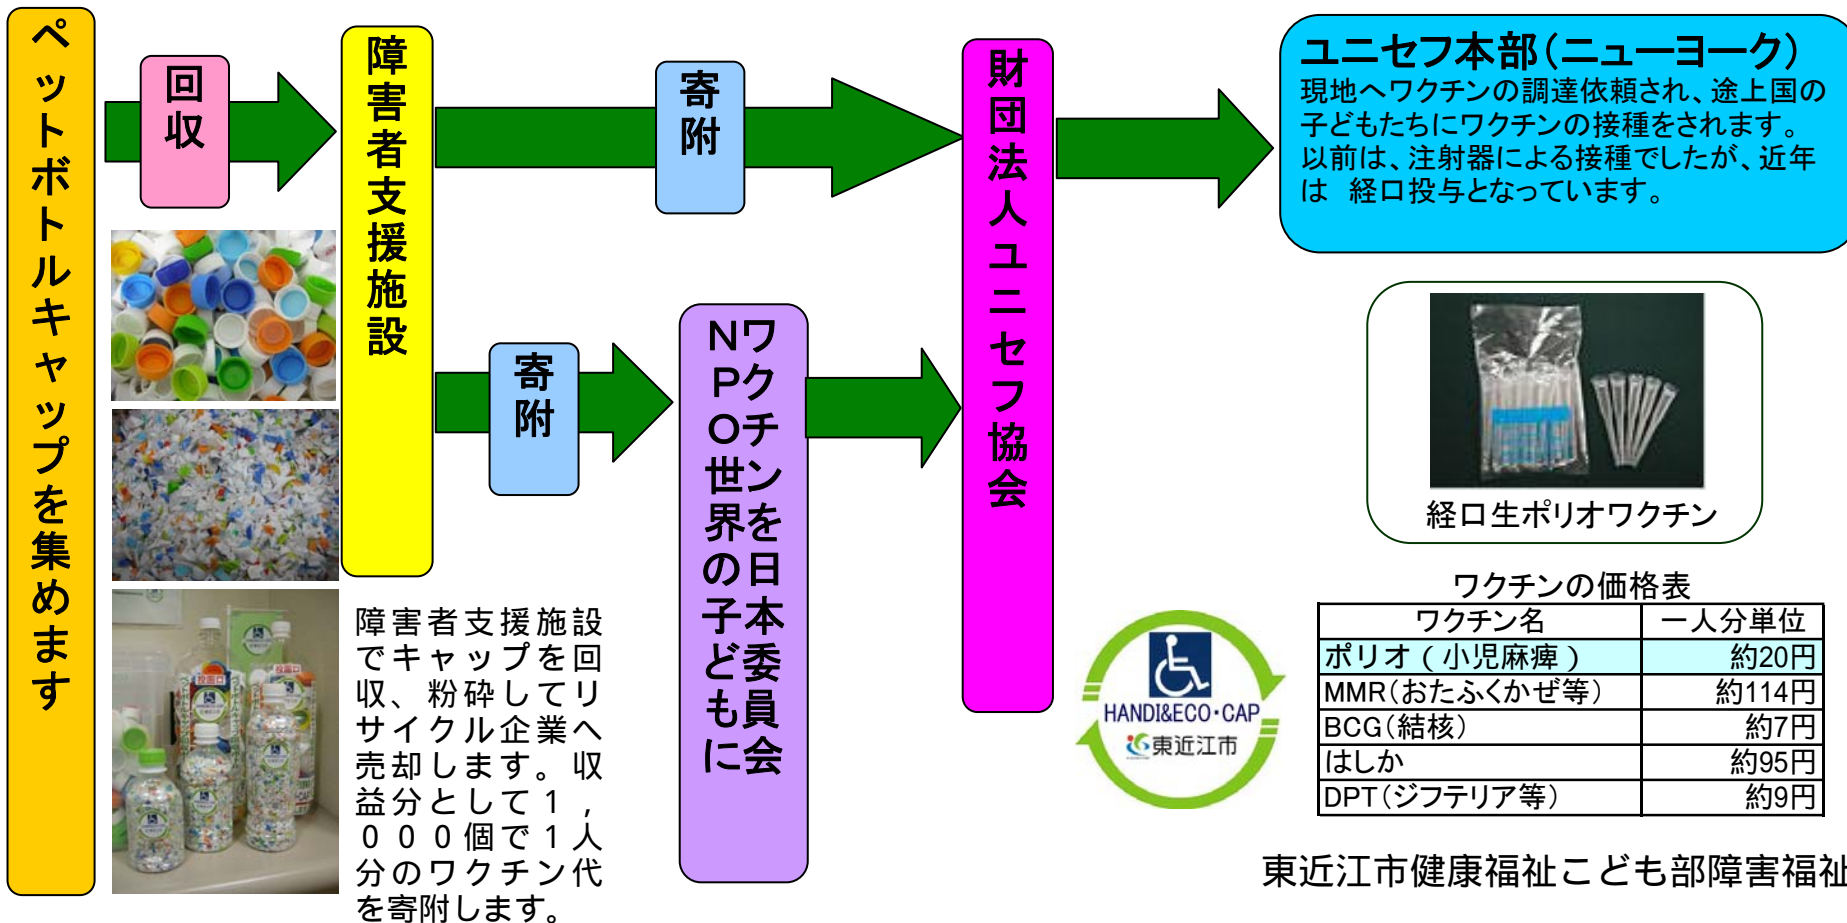 ペットボトルキャップを集めます
回収
障害者支援施設
寄附
寄附
NPO世界の子どもに
ワクチンを日本委員会
財団法人ユニセフ協会
ユニセフ本部(ニューヨーク)
現地へワクチンの調達依頼され、途上国の
子どもたちにワクチンの接種をされます。
以前は、注射器による接種でしたが、近年
は 経口投与となっています。
経口生ポリオワクチン
障害者支援施設
でキャップを回
収、粉砕してリ
サイクル企業へ
売却します。収
益分として1,
000個で1人
分のワクチン代
を寄附します。
HANDI&ECO・CAP
東近江市
ワクチンの価格表
ワクチン名 一人分単位
ポリオ(小児麻痺) 約20円
MMR(おたふくかぜ等) 約114円
BCG(結核) 約7円
はしか 約95円
DPT(ジフテリア等) 約9円
東近江市健康福祉こども部障害福祉